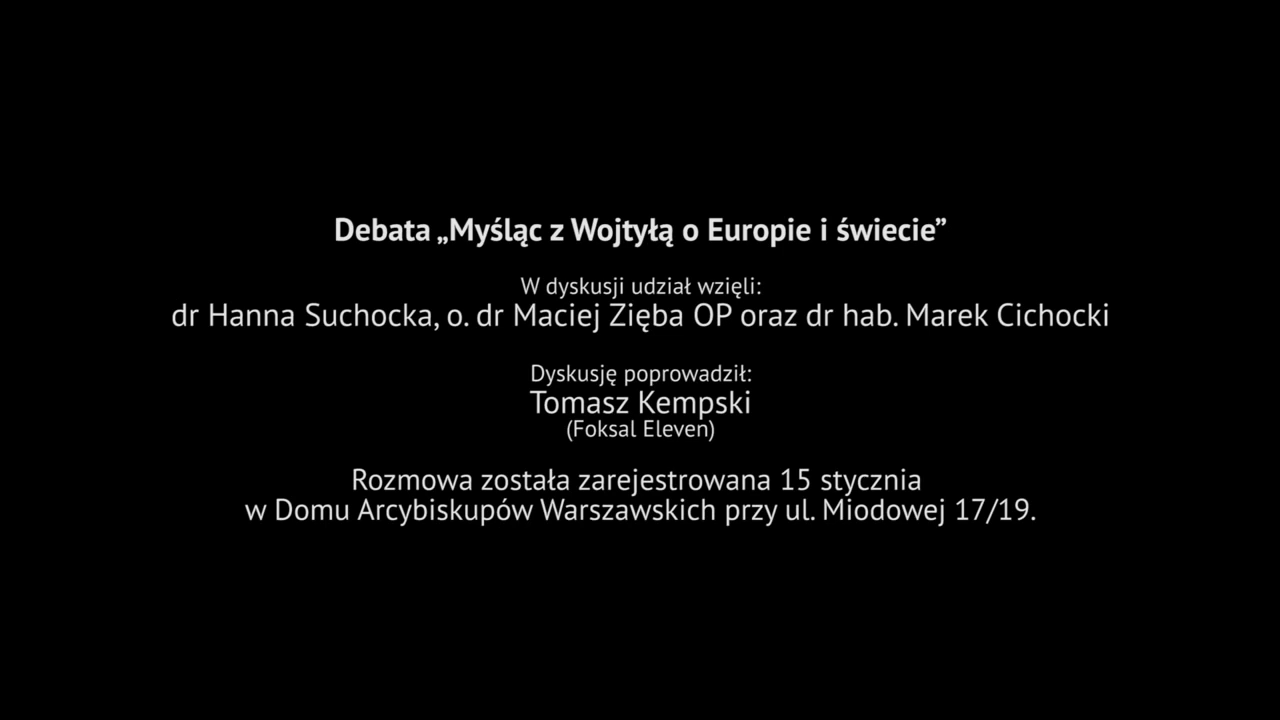 Debata „Myśląc z Wojtyłą o Europie i świecie”
W dyskusji udział wzięli:
dr Hanna Suchocka, o. dr Maciej Zięba OP oraz dr hab. Marek Cichocki
Dyskusję poprowadził:
Tomasz Kempski
(Foksal Eleven)
Rozmowa została zarejestrowana 15 stycznia
w Domu Arcybiskupów Warszawskich przy ul. Miodowej 17/19.